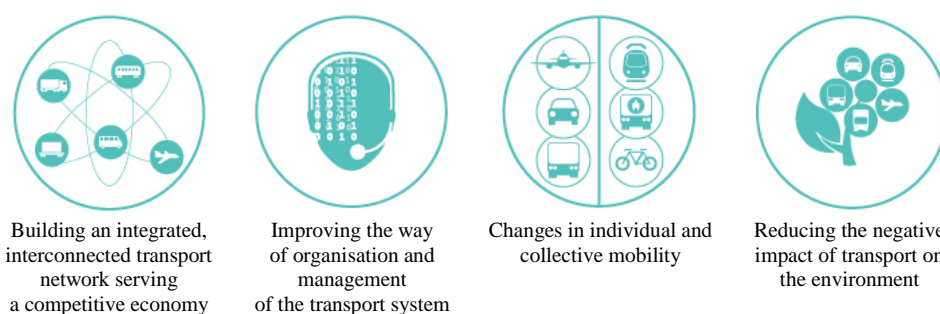 Building an integrated,
interconnected transport
network serving
a competitive economy
Improving the way
of organisation and
management
of the transport system
Changes in individual and
collective mobility
Reducing the negative
impact of transport on
the environment